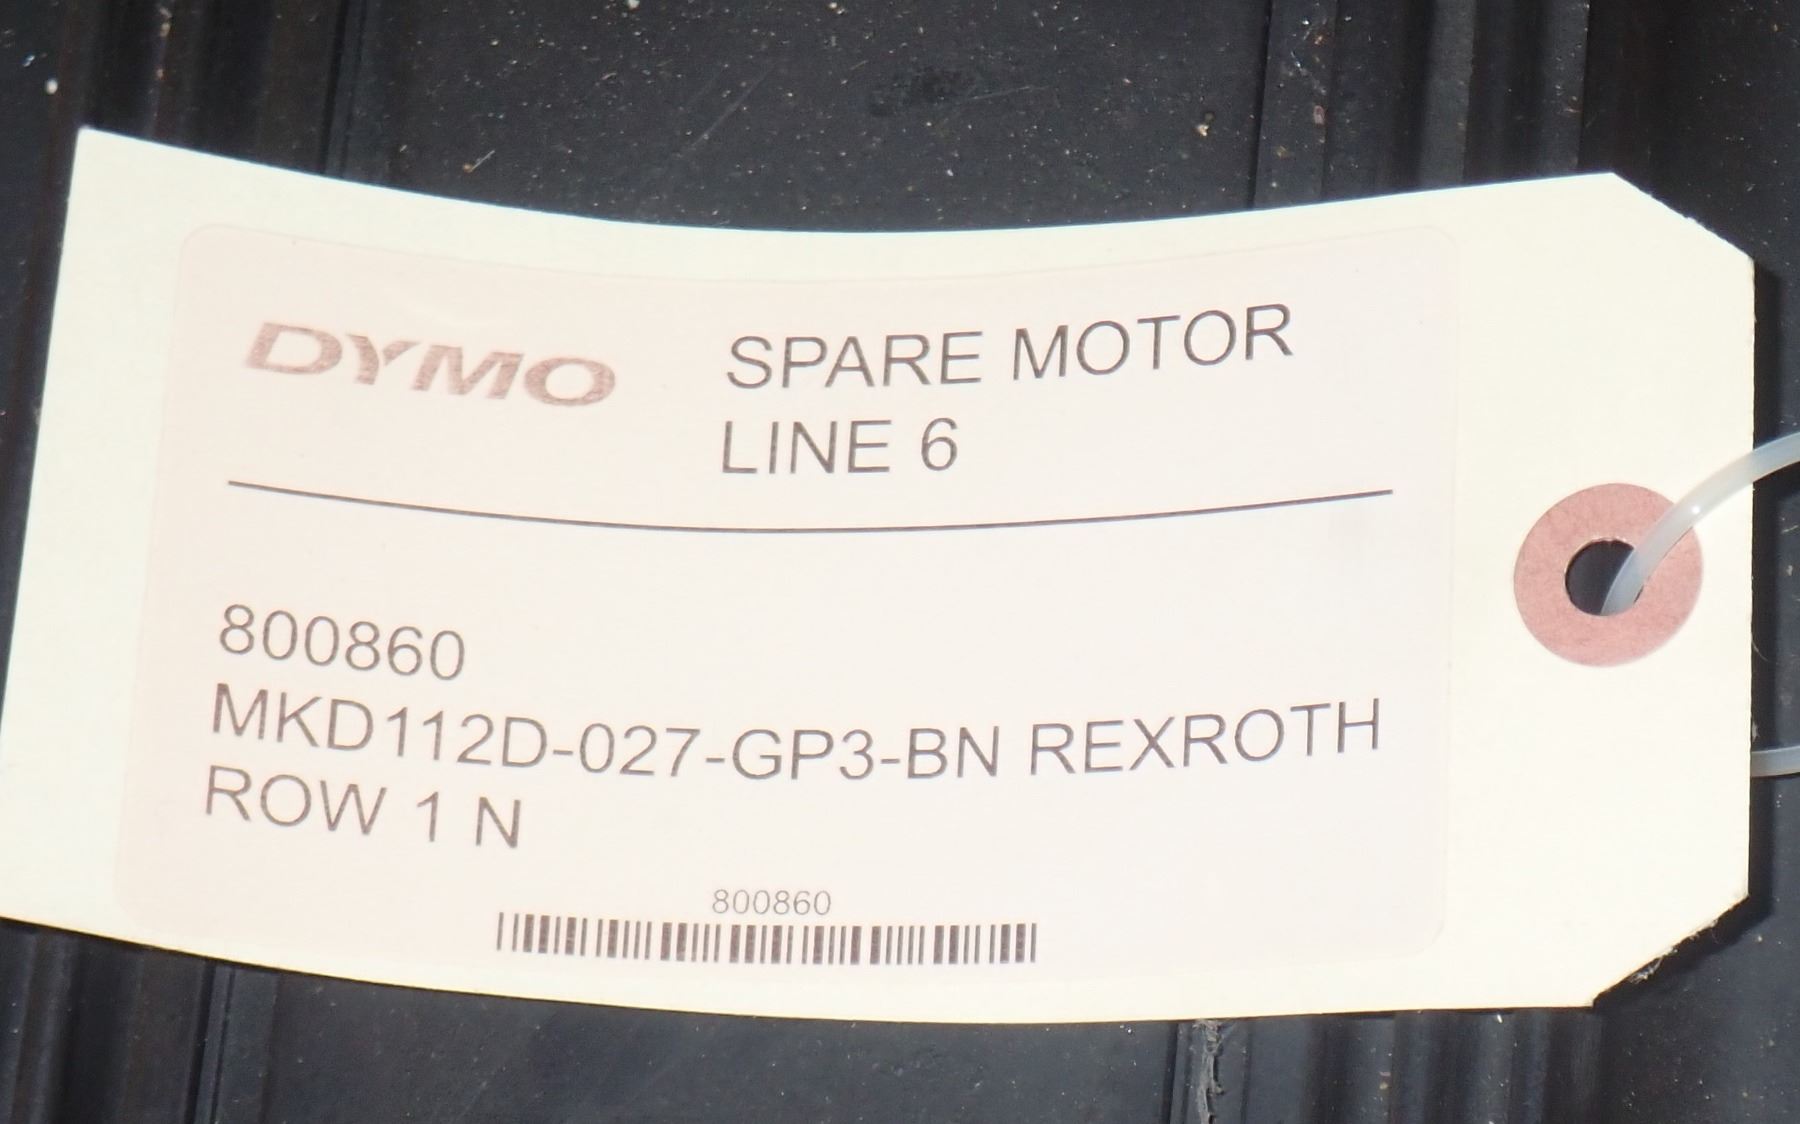 DYMO
SPARE MOTOR
LINE 6
800860
MKD112D-027-GP3-BN REXROTH
ROW 1 N
800860